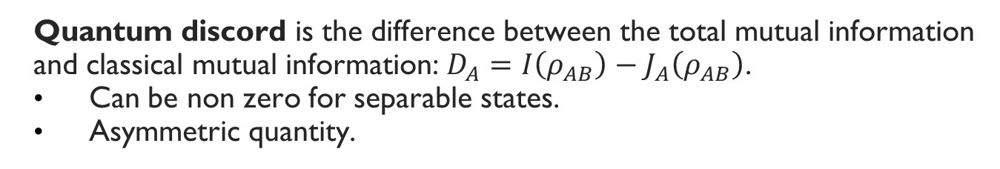 Quantum discord is the difference between the total mutual information
and classical mutual information: $D_A = I(\rho_{AB}) - J_A(\rho_{AB})$.
• Can be non zero for separable states.
• Asymmetric quantity.